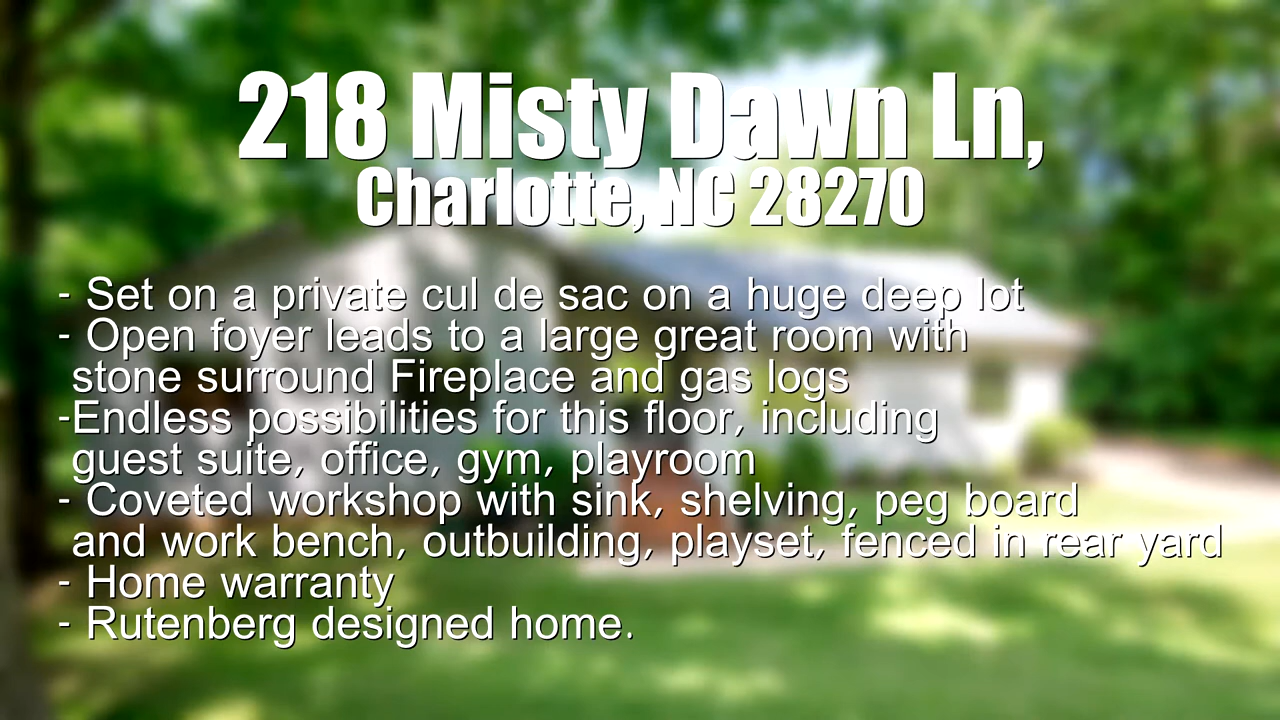 218 Misty Dawn Ln,
Charlotte, NC 28270
- Set on a private cul de sac on a huge deep lot
- Open foyer leads to a large great room with
stone surround Fireplace and gas logs
-Endless possibilities for this floor, including
guest suite, office, gym, playroom
- Coveted workshop with sink, shelving, peg board
and work bench, outbuilding, playset, fenced in rear yard
- Home warranty
- Rutenberg designed home.